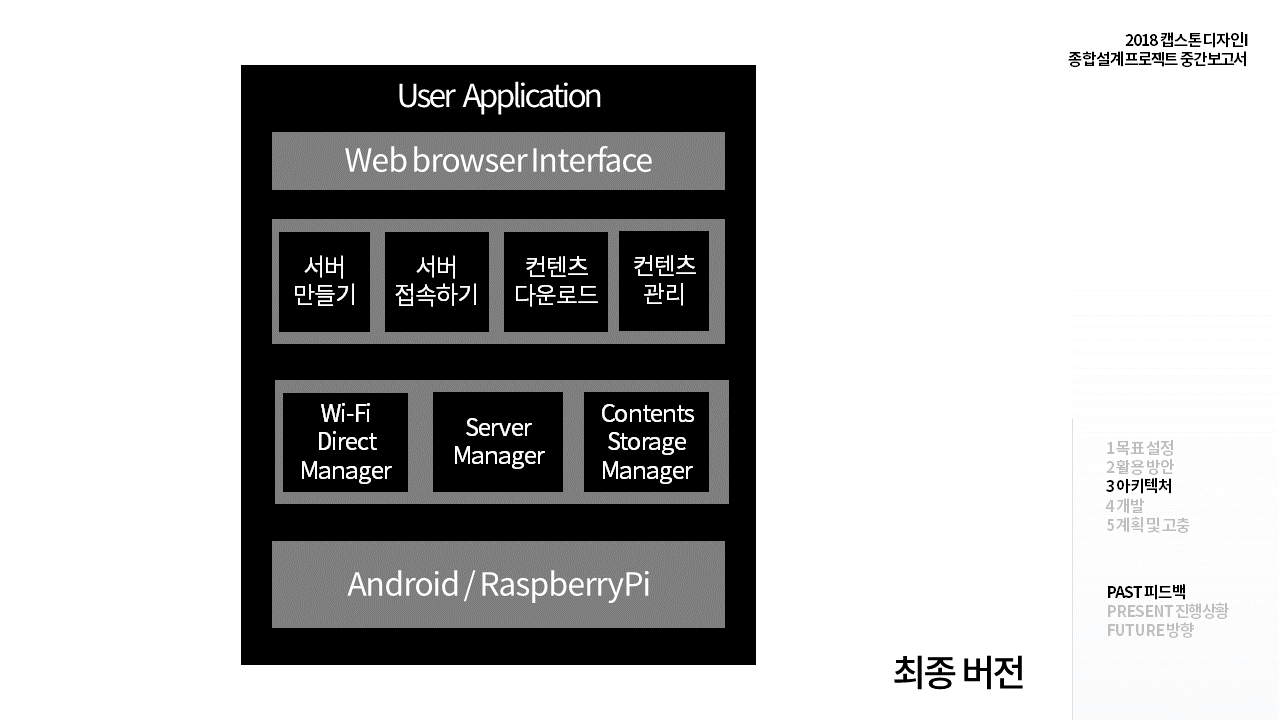 2018 캡스톤디자인I
종합설계프로젝트 중간보고서
User Application
Web browser Interface
서버
만들기
서버
접속하기
컨텐츠
다운로드
컨텐츠
관리
Wi-Fi
Direct
Manager
Server
Manager
Contents
Storage
Manager
Android / RaspberryPi
최종 버전
1 목표 설정
2 활용 방안
3 아키텍처
4 개발
5 계획 및 고충
PAST 피드백
PRESENT 진행상황
FUTURE 방향